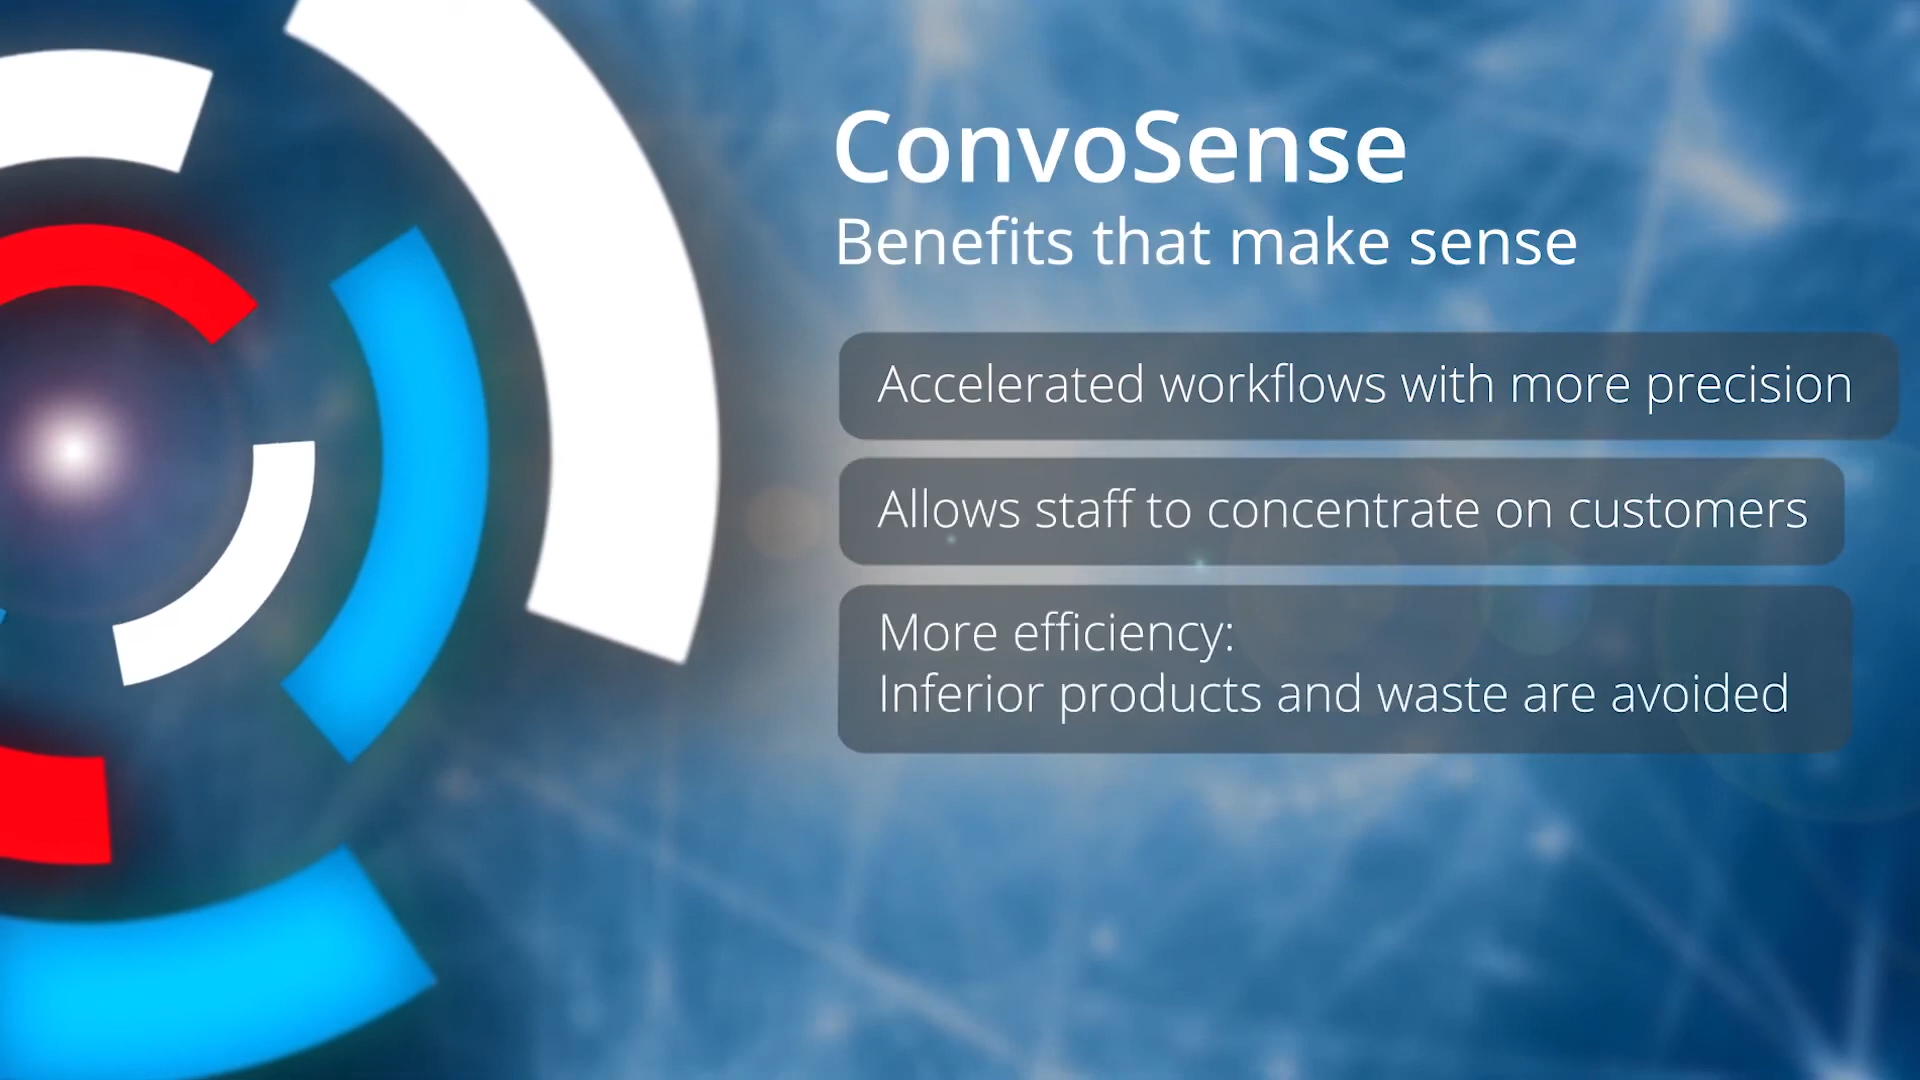 ConvoSense
Benefits that make sense
Accelerated workflows with more precision
Allows staff to concentrate on customers
More efficiency:
Inferior products and waste are avoided